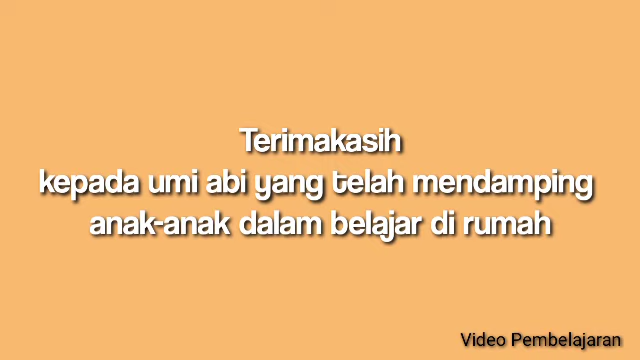 Terimakasih
kepada umi abi yang telah mendamping
anak-anak dalam belajar di rumah
Video Pembelajaran